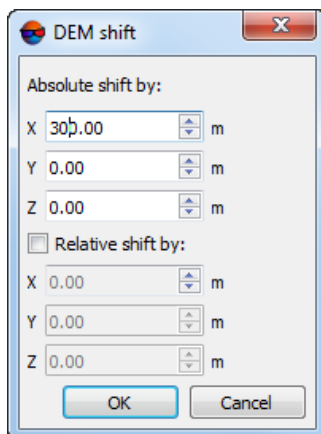 DEM shift
Absolute shift by:
X 300.00 m
Y 0.00 m
Z 0.00 m
Relative shift by:
X 0.00 m
Y 0.00 m
Z 0.00 m
OK Cancel